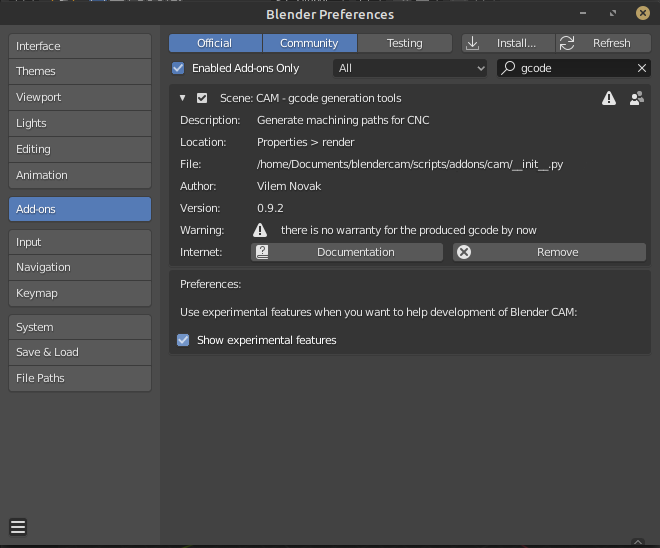 Blender Preferences
Interface
Themes
Viewport
Lights
Editing
Animation
Add-ons
Input
Navigation
Keymap
System
Save & Load
File Paths
Official Community Testing Install... Refresh
Enabled Add-ons Only All gcode
Scene: CAM - gcode generation tools
Description: Generate machining paths for CNC
Location: Properties > render
File: /home/Documents/blendercam/scripts/addons/cam/__init__.py
Author: Vilem Novak
Version: 0.9.2
Warning: there is no warranty for the produced gcode by now
Internet: Documentation Remove
Preferences:
Use experimental features when you want to help development of Blender CAM:
Show experimental features